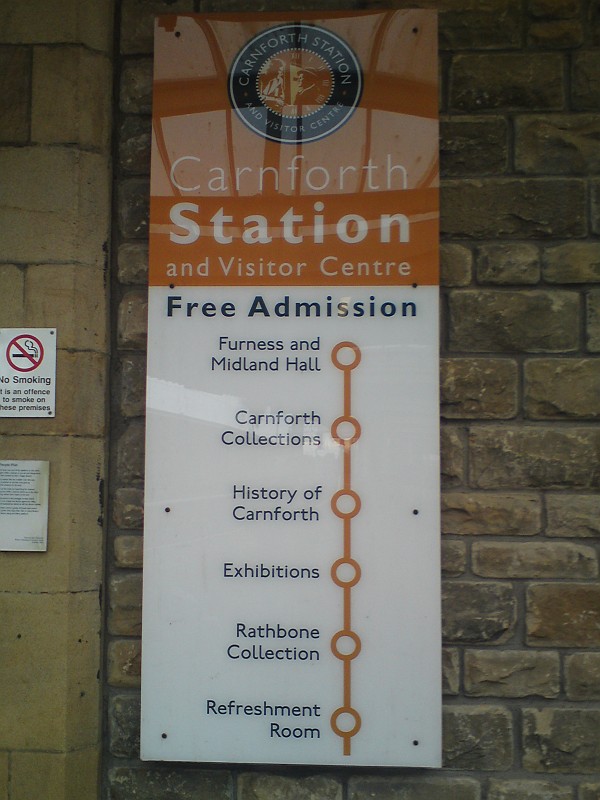 CARNFORTH STATION
AND VISITOR CENTRE
Carnforth
Station
and Visitor Centre
Free Admission
Furness and
Midland Hall
Carnforth
Collections
History of
Carnforth
Exhibitions
Rathbone
Collection
Refreshment
Room
No Smoking
it is an offence
to smoke on
these premises